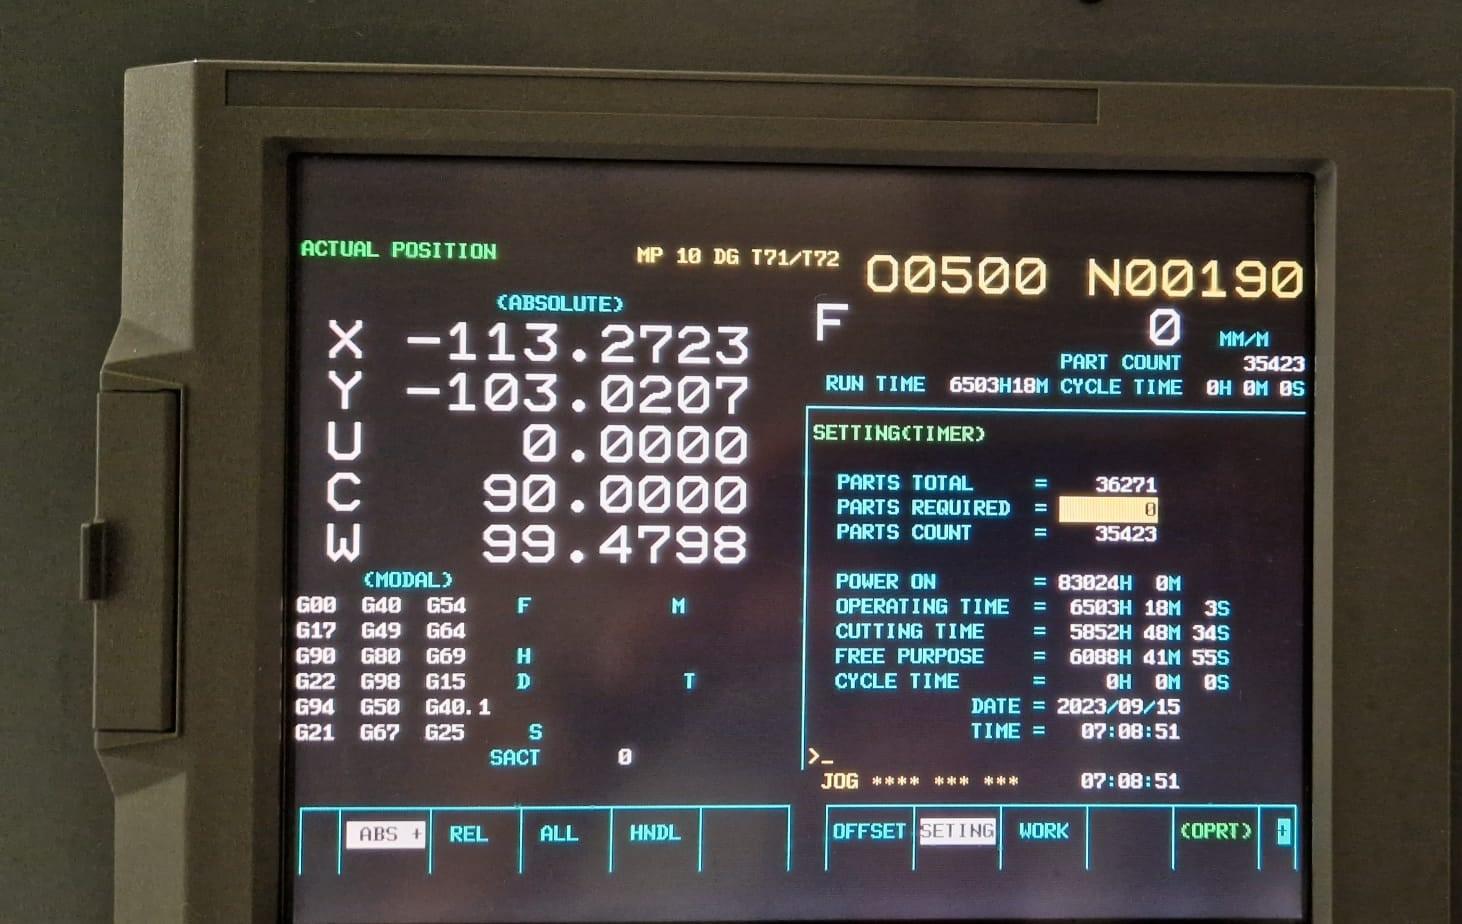 ACTUAL POSITION MP 10 DG T71/T72 O0500 N00190
(ABSOLUTE) F 0 MM/M
X -113.2723
Y -103.0207
U 0.0000
C 90.0000
W 99.4798
PART COUNT 35423
RUN TIME 6503H18M CYCLE TIME 0H 0M 0S
(MODAL)
G00 G40 G54 F M
G17 G49 G64
G90 G80 G69 H
G22 G98 G15 D T
G94 G50 G40.1
G21 G67 G25 S
SACT 0
SETTING(TIMER)
PARTS TOTAL = 36271
PARTS REQUIRED = 0
PARTS COUNT = 35423
POWER ON = 83024H 0M
OPERATING TIME = 6503H 18M 3S
CUTTING TIME = 5852H 48M 34S
FREE PURPOSE = 6088H 41M 55S
CYCLE TIME = 0H 0M 0S
DATE = 2023/09/15
TIME = 07:08:51
>_
JOG **** *** *** 07:08:51
ABS + REL ALL HNDL
OFFSET SETING WORK (OPRT) +